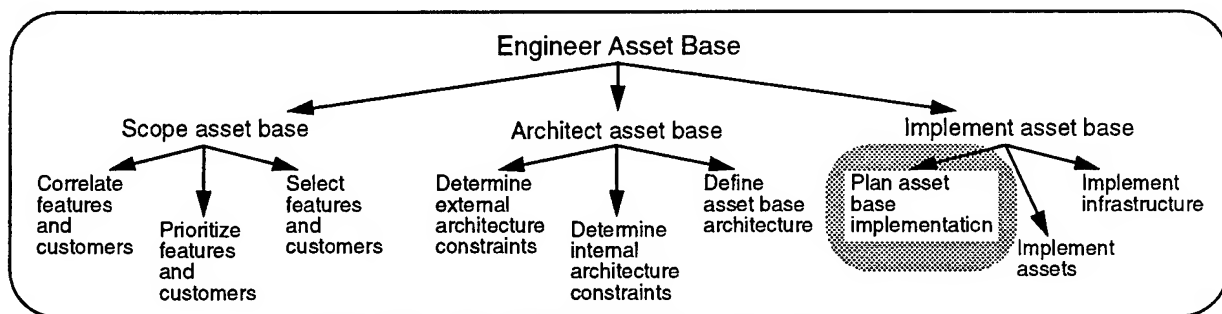 Engineer Asset Base
Scope asset base
Architect asset base
Implement asset base
Correlate
features
and
customers
Prioritize
features
and
customers
Select
features
and
customers
Determine
external
architecture
constraints
Determine
internal
architecture
constraints
Define
asset base
architecture
Plan asset
base
implementation
Implement
assets
Implement
infrastructure